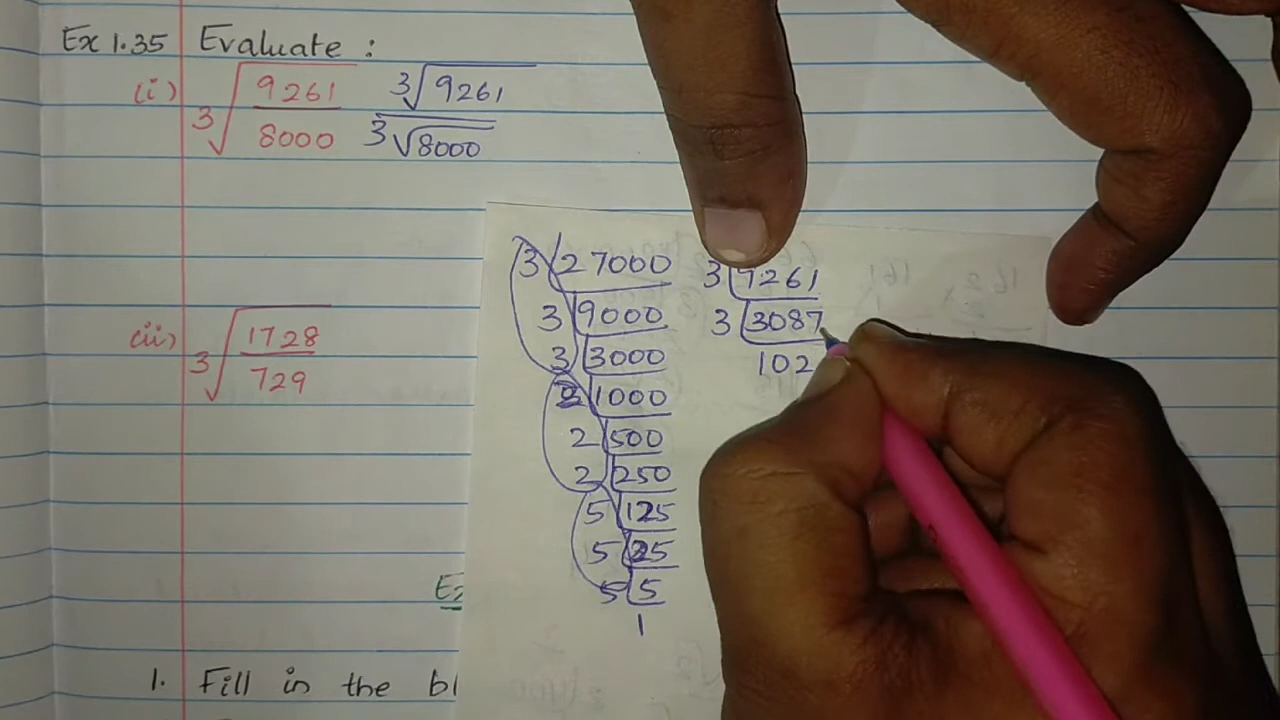 Ex 1.35 Evaluate :
(i) ∛(9261/8000) ∛9261/∛8000
(ii) ∛(1728/729)
3 | 27000
3 | 9000
3 | 3000
2 | 1000
2 | 500
2 | 250
5 | 125
5 | 25
5 | 5
1
3 | 9261
3 | 3087
102
1. Fill in the